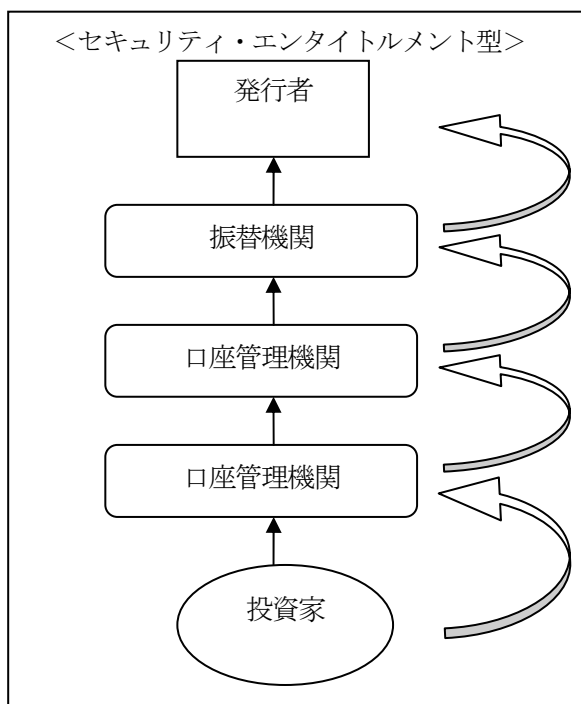 ＜セキュリティ・エンタイトルメント型＞
発行者
振替機関
口座管理機関
口座管理機関
投資家